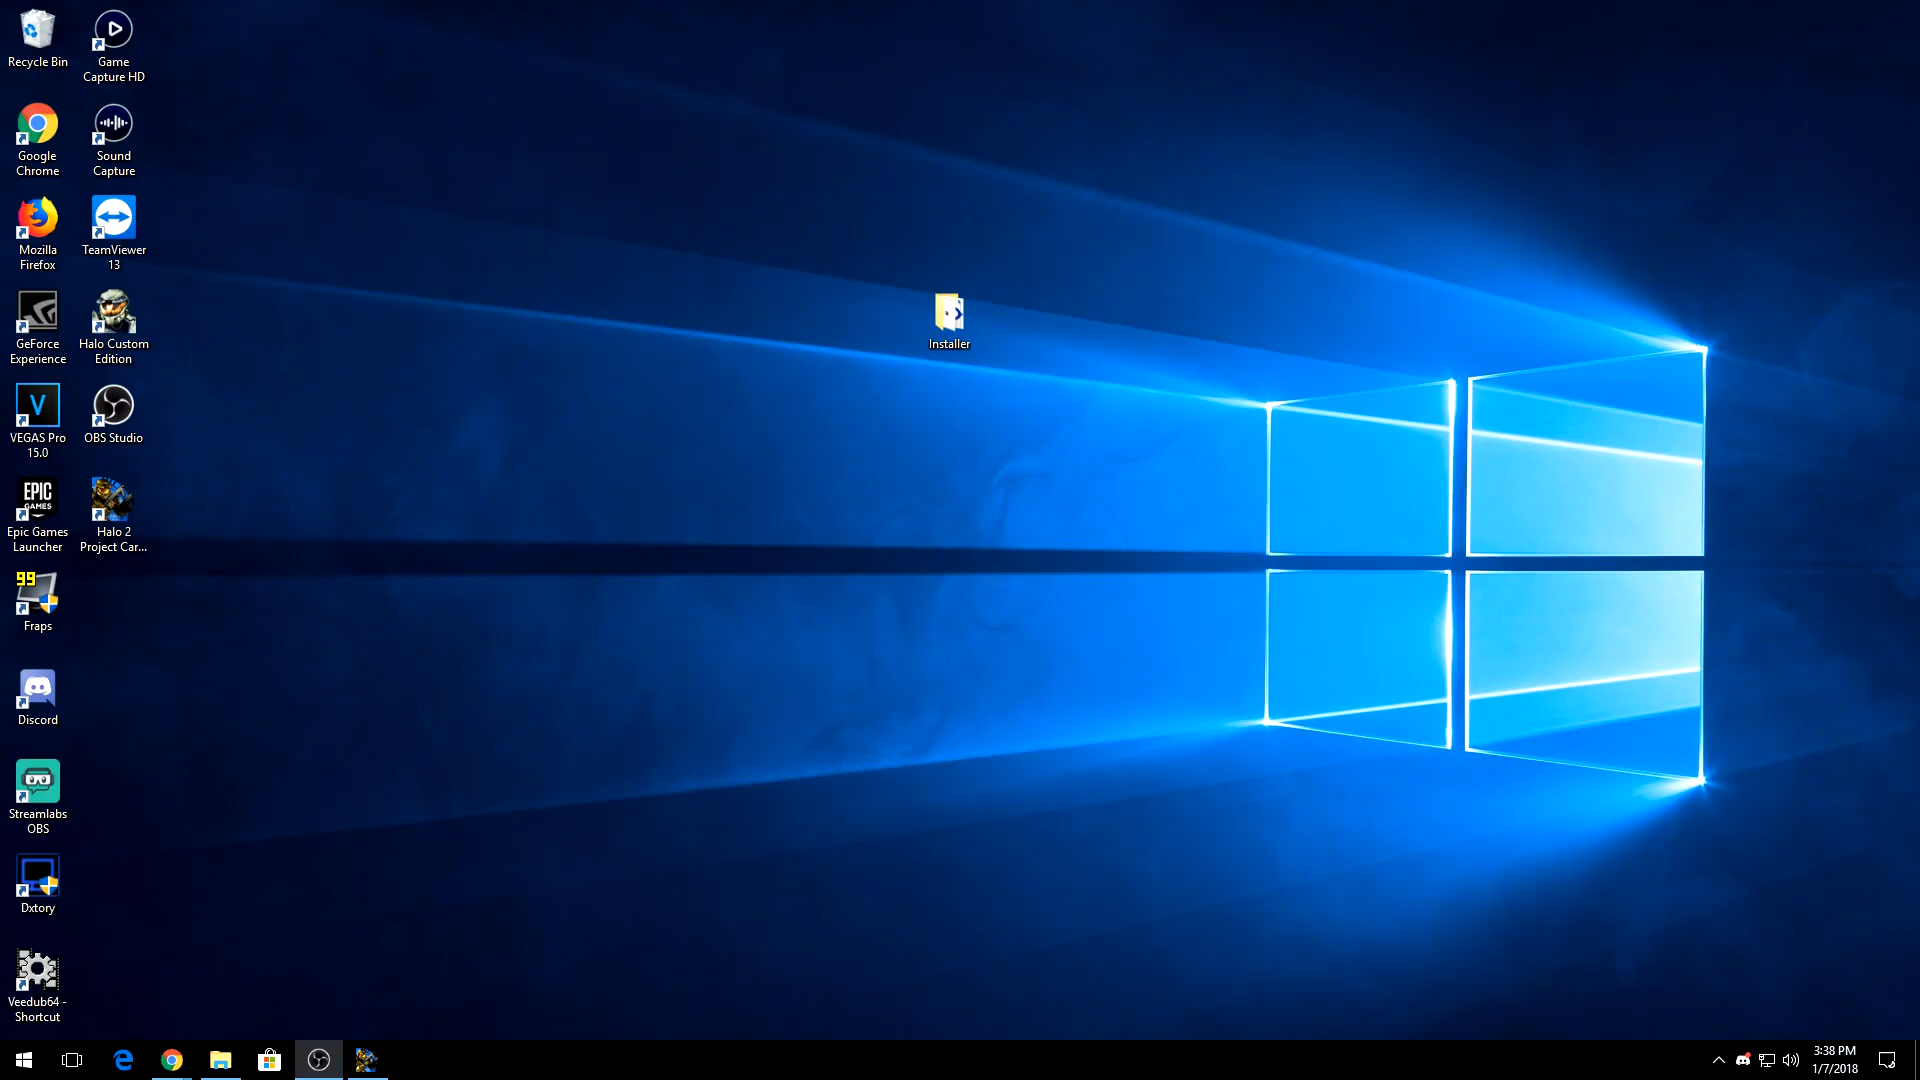 Recycle Bin
Game
Capture HD
Google
Chrome
Sound
Capture
Mozilla
Firefox
TeamViewer
13
GeForce
Experience
Halo Custom
Edition
V
VEGAS Pro
15.0
OBS Studio
EPIC
GAMES
Epic Games
Launcher
Halo 2
Project Car...
99
Fraps
Discord
Streamlabs
OBS
Dxtory
Veedub64 -
Shortcut
Installer
3:38 PM
1/7/2018